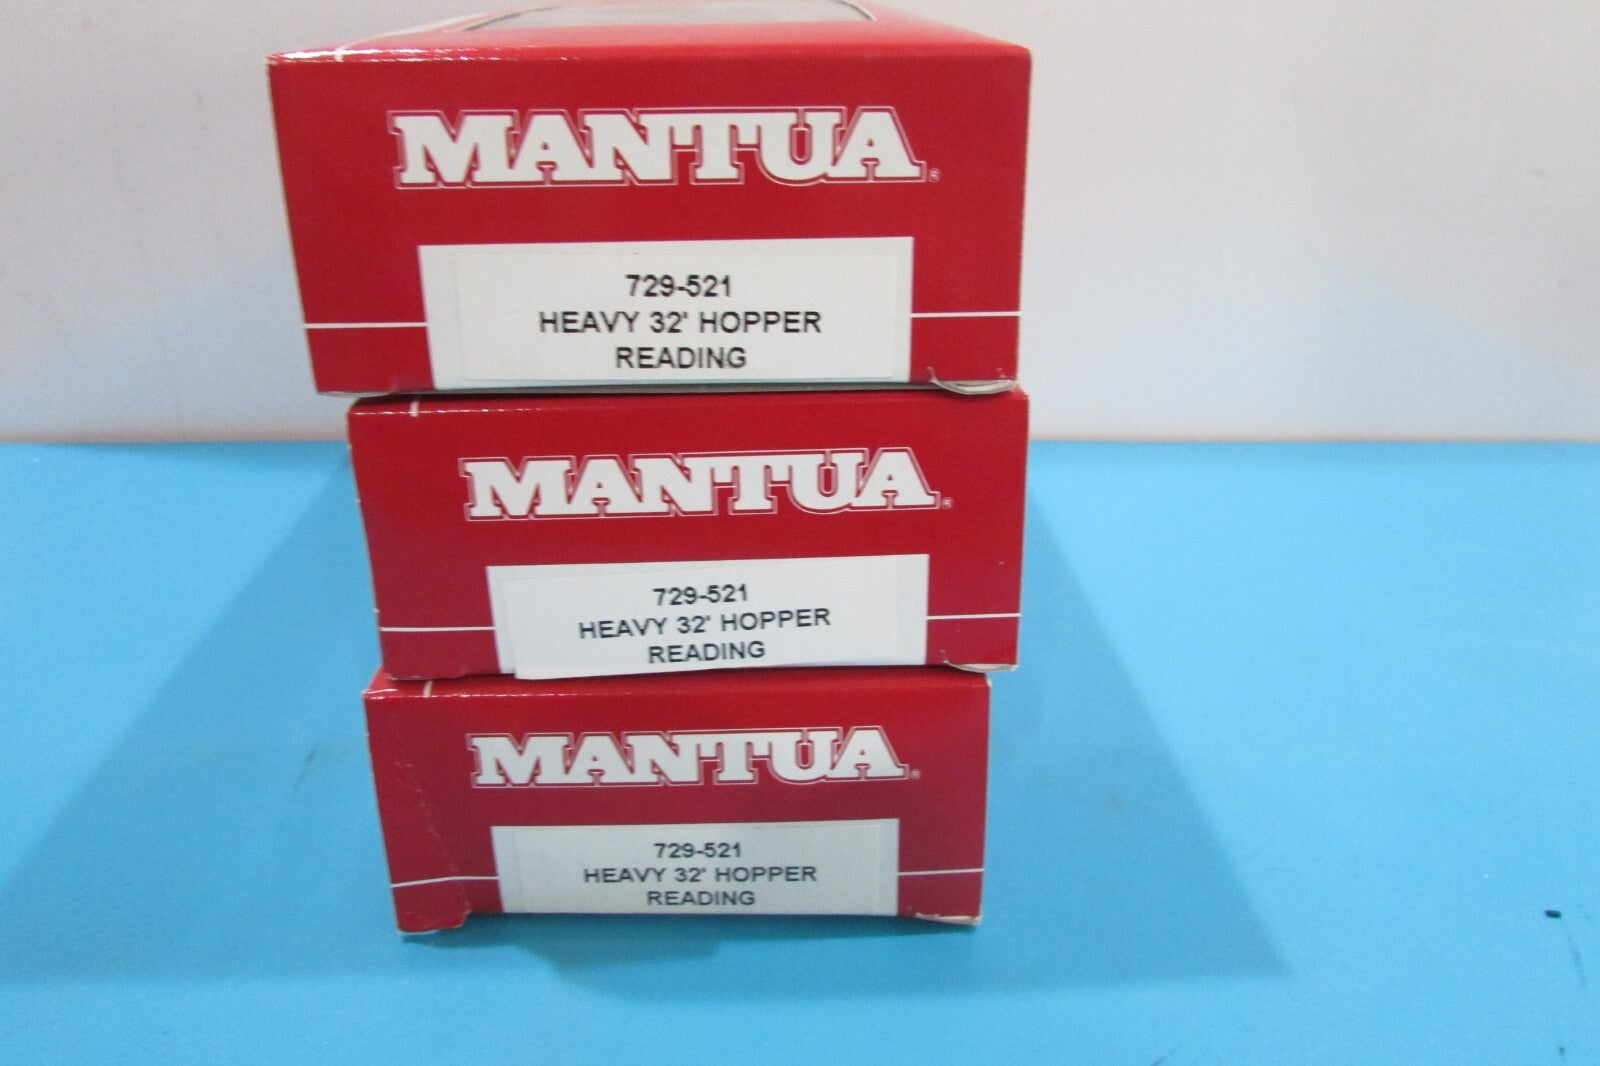 MANTUA®
729-521
HEAVY 32' HOPPER
READING
MANTUA®
729-521
HEAVY 32' HOPPER
READING
MANTUA®
729-521
HEAVY 32' HOPPER
READING